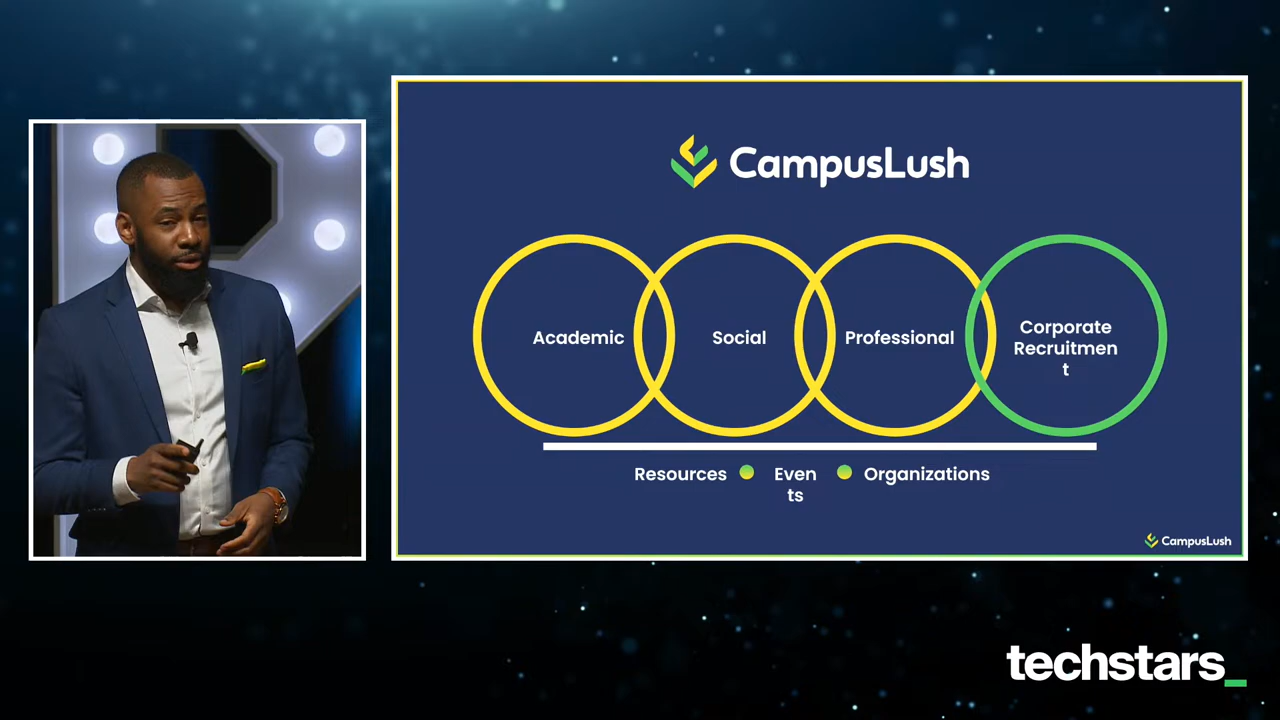 CampusLush
Academic
Social
Professional
Corporate
Recruitmen
t
Resources
Even
ts
Organizations
CampusLush
techstars_